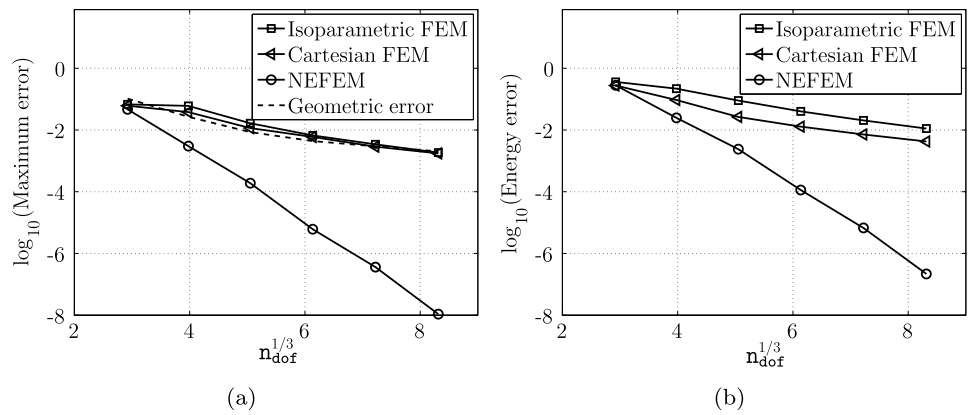 Isoparametric FEM
Cartesian FEM
NEFEM
Geometric error
log10(Maximum error)
0
-2
-4
-6
-8
2
4
6
8
n_dof^1/3
(a)
Isoparametric FEM
Cartesian FEM
NEFEM
log10(Energy error)
0
-2
-4
-6
-8
2
4
6
8
n_dof^1/3
(b)